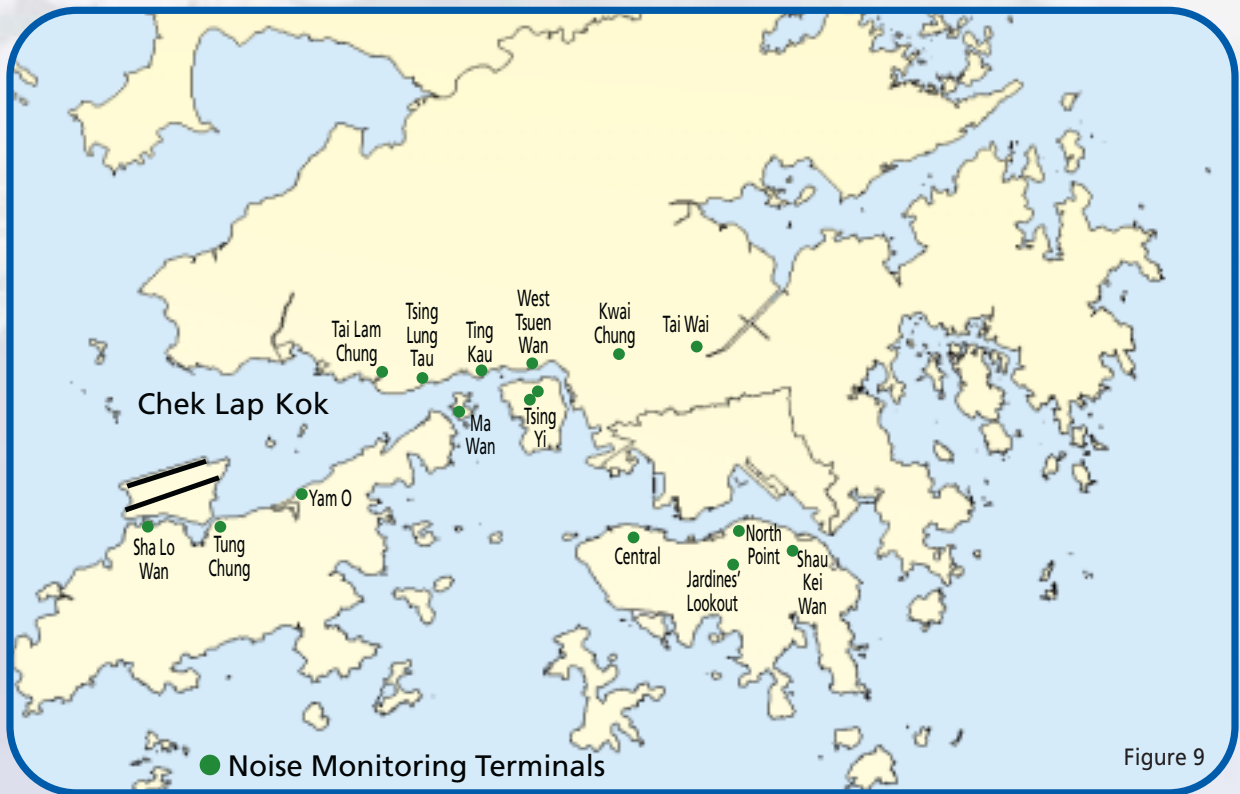 West
Tsuen
Wan
Tsing
Lung
Tau
Kwai
Chung
Tai Wai
Tai Lam
Chung
Ting
Kau
Chek Lap Kok
Tsing
Yi
Ma
Wan
Yam O
Sha Lo
Wan
Tung
Chung
Central
North
Point
Shau
Kei
Wan
Jardines'
Lookout
Noise Monitoring Terminals
Figure 9